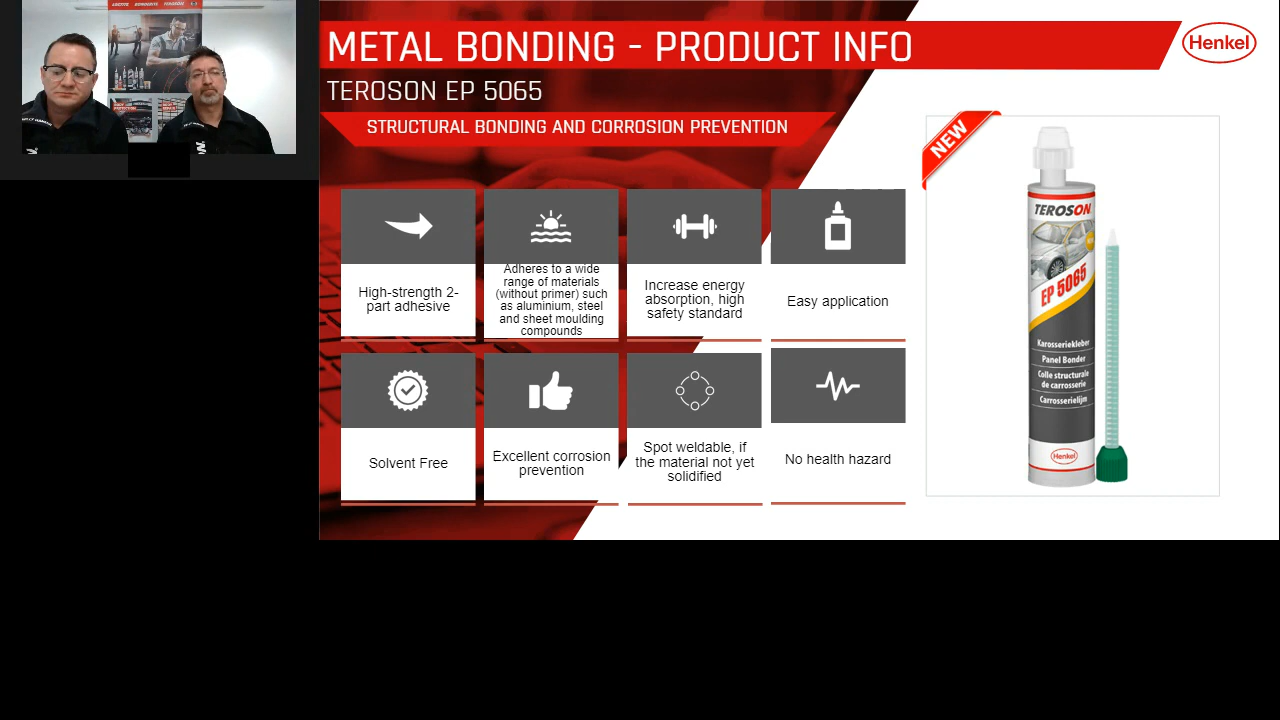 LOCTITE BONDERITE TEROSON
METAL BONDING - PRODUCT INFO
Henkel
TEROSON EP 5065
STRUCTURAL BONDING AND CORROSION PREVENTION
NEW
High-strength 2-
part adhesive
Adheres to a wide
range of materials
(without primer) such
as aluminium, steel
and sheet moulding
compounds
Increase energy
absorption, high
safety standard
Easy application
Solvent Free
Excellent corrosion
prevention
Spot weldable, if
the material not yet
solidified
No health hazard
TEROSON
EP 5065
Karosseriekleber
Panel Bonder
Colle structurale
de carrosserie
Carrosserielijm
Henkel